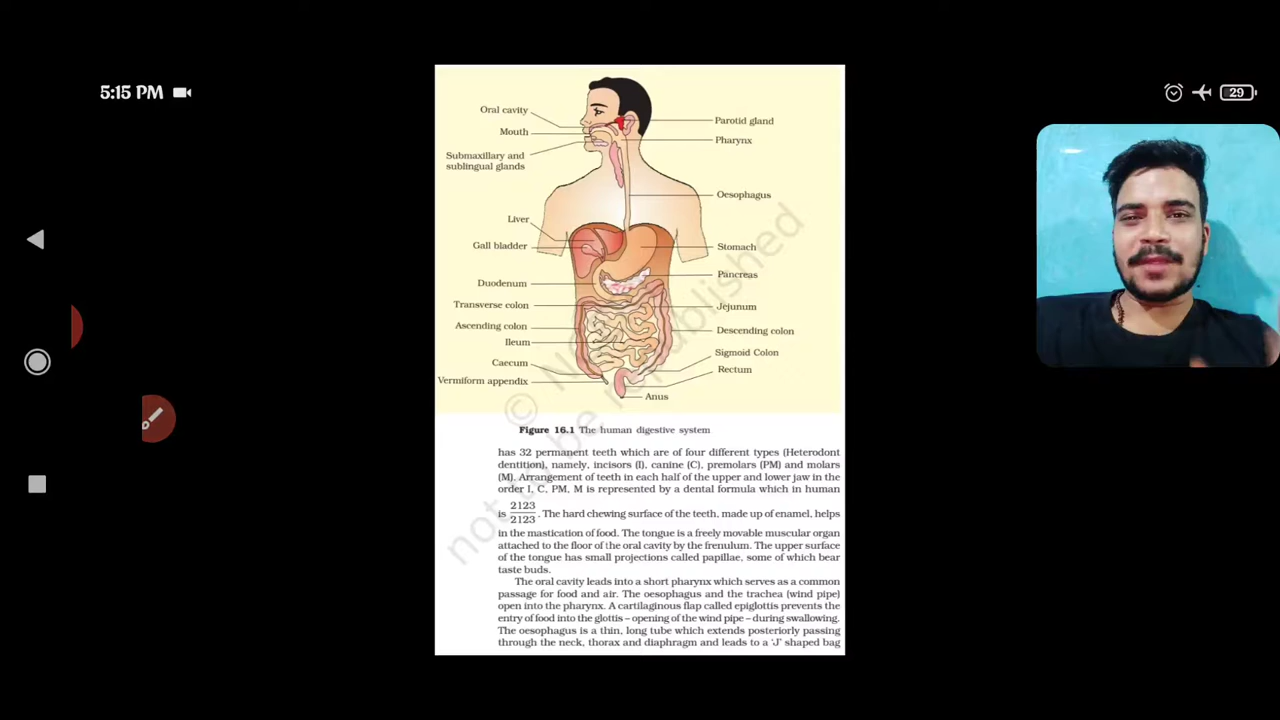 5:15 PM
29
Oral cavity
Mouth
Submaxillary and
sublingual glands
Liver
Gall bladder
Duodenum
Transverse colon
Ascending colon
Ileum
Caecum
Vermiform appendix
Parotid gland
Pharynx
Oesophagus
Stomach
Pancreas
Jejunum
Descending colon
Sigmoid Colon
Rectum
Anus
Figure 16.1 The human digestive system
has 32 permanent teeth which are of four different types (Heterodont
dentition), namely, incisors (I), canine (C), premolars (PM) and molars
(M). Arrangement of teeth in each half of the upper and lower jaw in the
order I, C, PM, M is represented by a dental formula which in human
is 2123/2123. The hard chewing surface of the teeth, made up of enamel, helps
in the mastication of food. The tongue is a freely movable muscular organ
attached to the floor of the oral cavity by the frenulum. The upper surface
of the tongue has small projections called papillae, some of which bear
taste buds.
The oral cavity leads into a short pharynx which serves as a common
passage for food and air. The oesophagus and the trachea (wind pipe)
open into the pharynx. A cartilaginous flap called epiglottis prevents the
entry of food into the glottis – opening of the wind pipe – during swallowing.
The oesophagus is a thin, long tube which extends posteriorly passing
through the neck, thorax and diaphragm and leads to a ‘J’ shaped bag
not to be republished